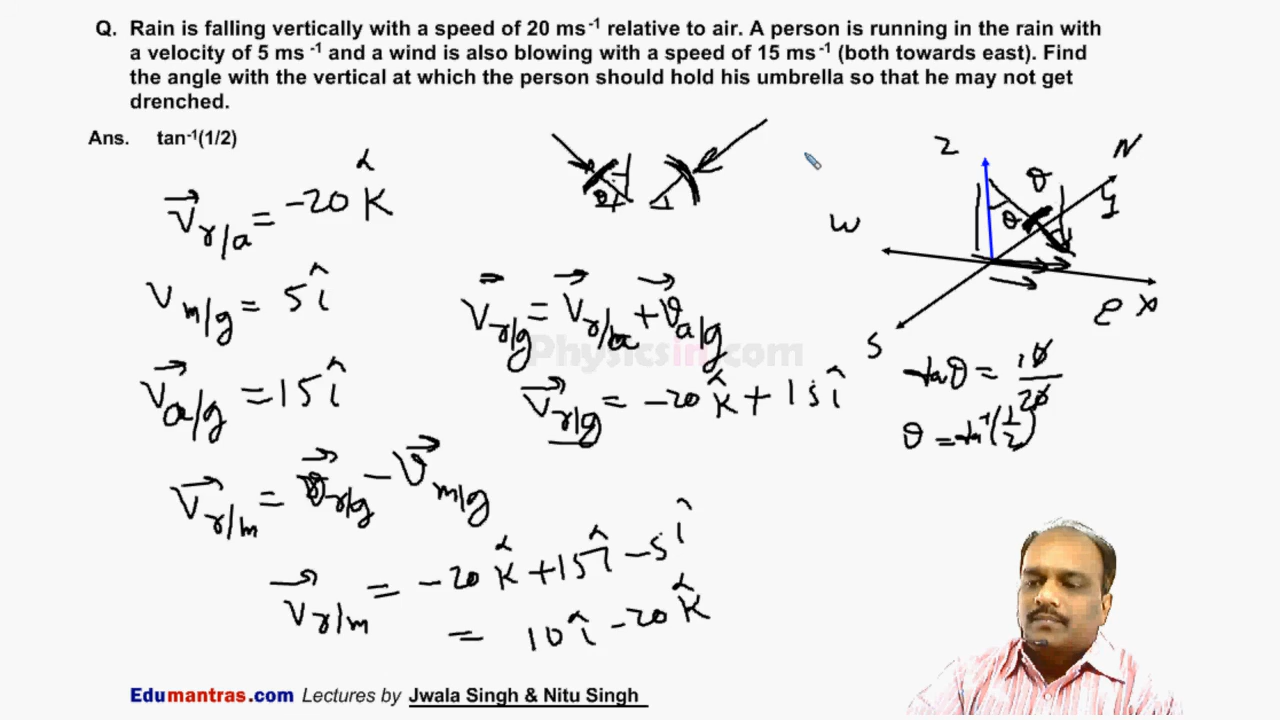 Q. Rain is falling vertically with a speed of 20 ms⁻¹ relative to air. A person is running in the rain with
a velocity of 5 ms ⁻¹ and a wind is also blowing with a speed of 15 ms⁻¹ (both towards east). Find
the angle with the vertical at which the person should hold his umbrella so that he may not get
drenched.
Ans. tan⁻¹(1/2)
V⃗r/a = -20 k̂
Vm/g = 5 î
V⃗a/g = 15 î
V⃗r/m = V⃗r/g - V⃗m/g
V⃗r/m = -20 k̂ + 15 î - 5 î
= 10 î - 20 k̂
V⃗r/g = V⃗r/a + V⃗a/g
Physicsin.com
V⃗r/g = -20 k̂ + 15 î
θ
Z
N
y
θ
θ
W
E x
S
tanθ = 10/20
θ = tan⁻¹(1/2)
Edumantras.com Lectures by Jwala Singh & Nitu Singh